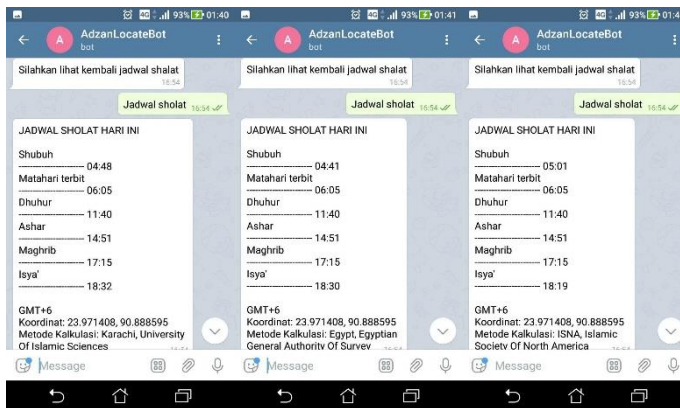 4G 93% 01:40
A AdzanLocateBot
bot
Silahkan lihat kembali jadwal shalat
16:54
Jadwal sholat 16:54
JADWAL SHOLAT HARI INI
Shubuh
------------------------ 04:48
Matahari terbit
------------------------ 06:05
Dhuhur
------------------------ 11:40
Ashar
------------------------ 14:51
Maghrib
------------------------ 17:15
Isya'
------------------------ 18:32
GMT+6
Koordinat: 23.971408, 90.888595
Metode Kalkulasi: Karachi, University
Of Islamic Sciences
Message
4G 93% 01:41
A AdzanLocateBot
bot
Silahkan lihat kembali jadwal shalat
16:54
Jadwal sholat 16:54
JADWAL SHOLAT HARI INI
Shubuh
------------------------ 04:41
Matahari terbit
------------------------ 06:05
Dhuhur
------------------------ 11:40
Ashar
------------------------ 14:51
Maghrib
------------------------ 17:15
Isya'
------------------------ 18:30
GMT+6
Koordinat: 23.971408, 90.888595
Metode Kalkulasi: Egypt, Egyptian
General Authority Of Survey
Message
4G 93% 01:4
A AdzanLocateBot
bot
Silahkan lihat kembali jadwal shalat
16:54
Jadwal sholat 16:54
JADWAL SHOLAT HARI INI
Shubuh
------------------------ 05:01
Matahari terbit
------------------------ 06:05
Dhuhur
------------------------ 11:40
Ashar
------------------------ 14:51
Maghrib
------------------------ 17:15
Isya'
------------------------ 18:19
GMT+6
Koordinat: 23.971408, 90.888595
Metode Kalkulasi: ISNA, Islamic
Society Of North America
Message